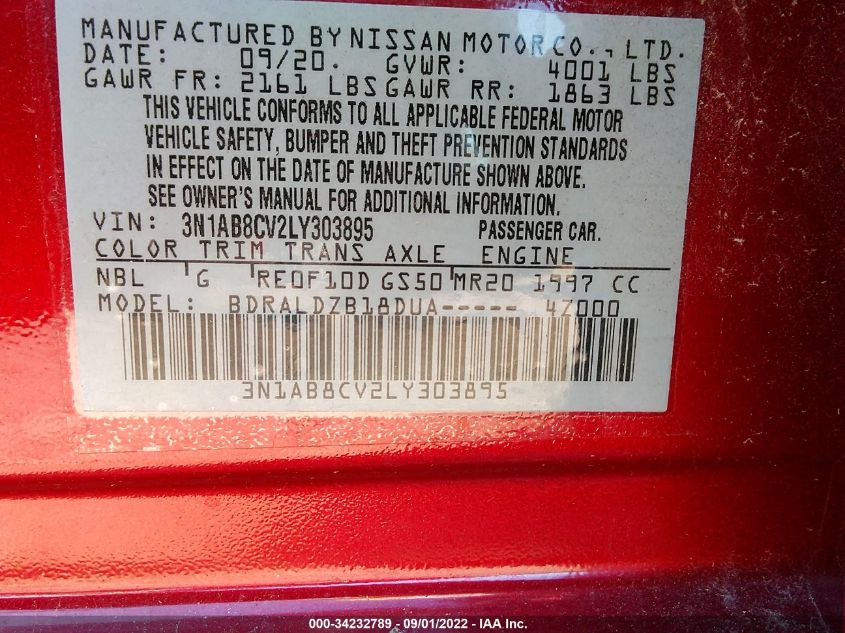 MANUFACTURED BY NISSAN MOTOR CO., LTD.
DATE: 09/20. GVWR: 4001 LBS
GAWR FR: 2161 LBS GAWR RR: 1863 LBS
THIS VEHICLE CONFORMS TO ALL APPLICABLE FEDERAL MOTOR
VEHICLE SAFETY, BUMPER AND THEFT PREVENTION STANDARDS
IN EFFECT ON THE DATE OF MANUFACTURE SHOWN ABOVE.
SEE OWNER'S MANUAL FOR ADDITIONAL INFORMATION.
VIN: 3N1AB8CV2LY303895 PASSENGER CAR.
COLOR TRIM TRANS AXLE ENGINE
NBL 'G 'RE0F10D GS50'MR20 1997 CC
MODEL: BDRALDZB18DUA----- 4Z000
3N1AB8CV2LY303895
000-34232789 - 09/01/2022 - IAA Inc.